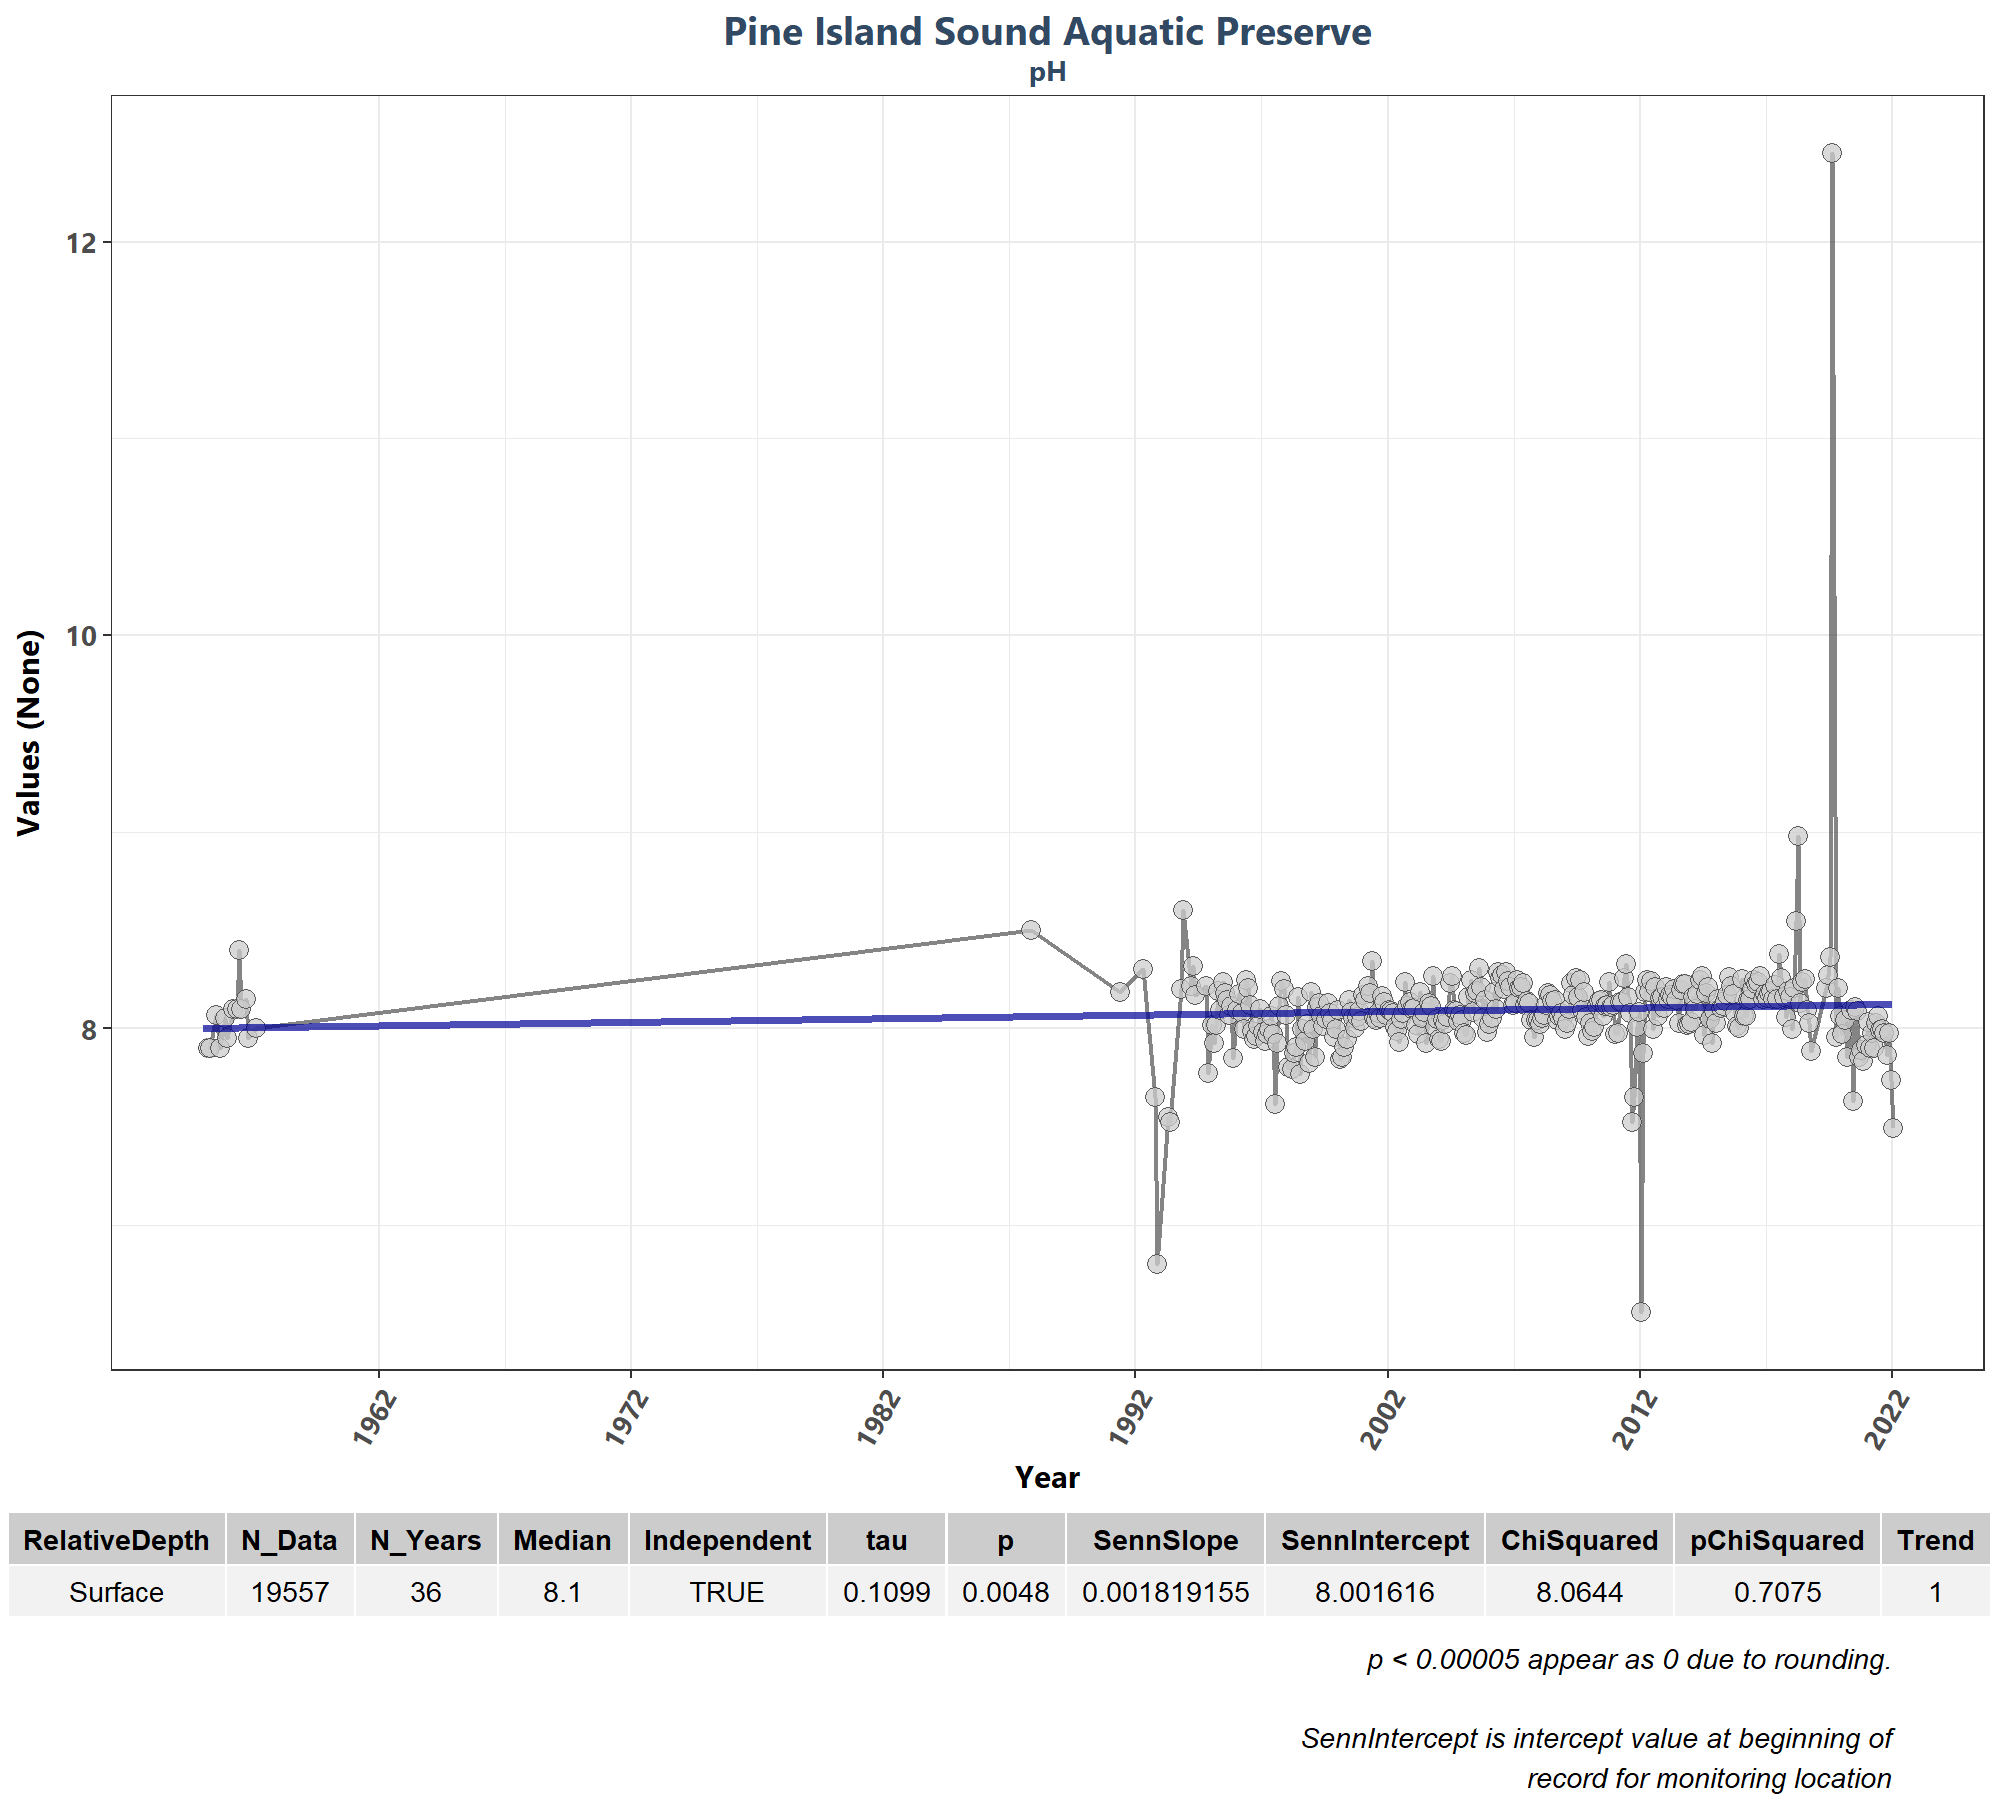 Pine Island Sound Aquatic Preserve
pH
12
10
8
Values (None)
1962 1972 1982 1992 2002 2012 2022
Year
RelativeDepth N_Data N_Years Median Independent tau p SennSlope SennIntercept ChiSquared pChiSquared Trend
Surface 19557 36 8.1 TRUE 0.1099 0.0048 0.001819155 8.001616 8.0644 0.7075 1
p < 0.00005 appear as 0 due to rounding.
SennIntercept is intercept value at beginning of
record for monitoring location